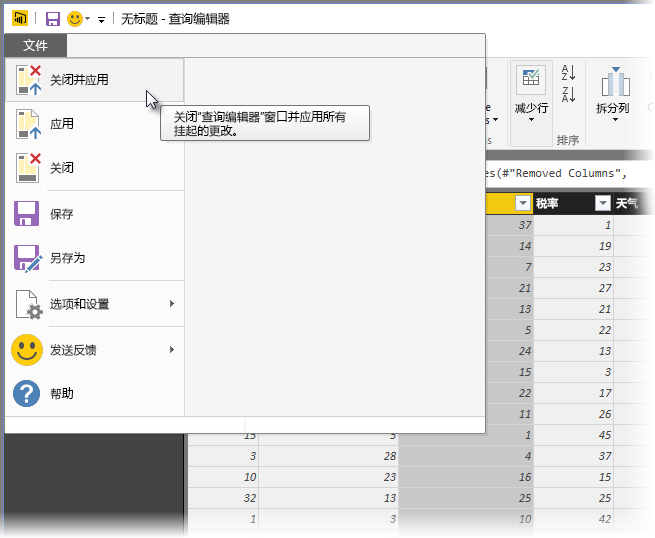 无标题 - 查询编辑器
文件
关闭并应用
关闭“查询编辑器”窗口并应用所有
挂起的更改。
应用
关闭
保存
另存为
选项和设置
发送反馈
帮助
减少行
拆分列
排序
es(#"Removed Columns",
税率 天气
37 1
14 19
7 23
21 27
13 21
5 22
24 13
15 3
22 17
11 26
15 5 1 45
3 28 4 37
10 23 16 15
32 13 25 25
1 3 10 42